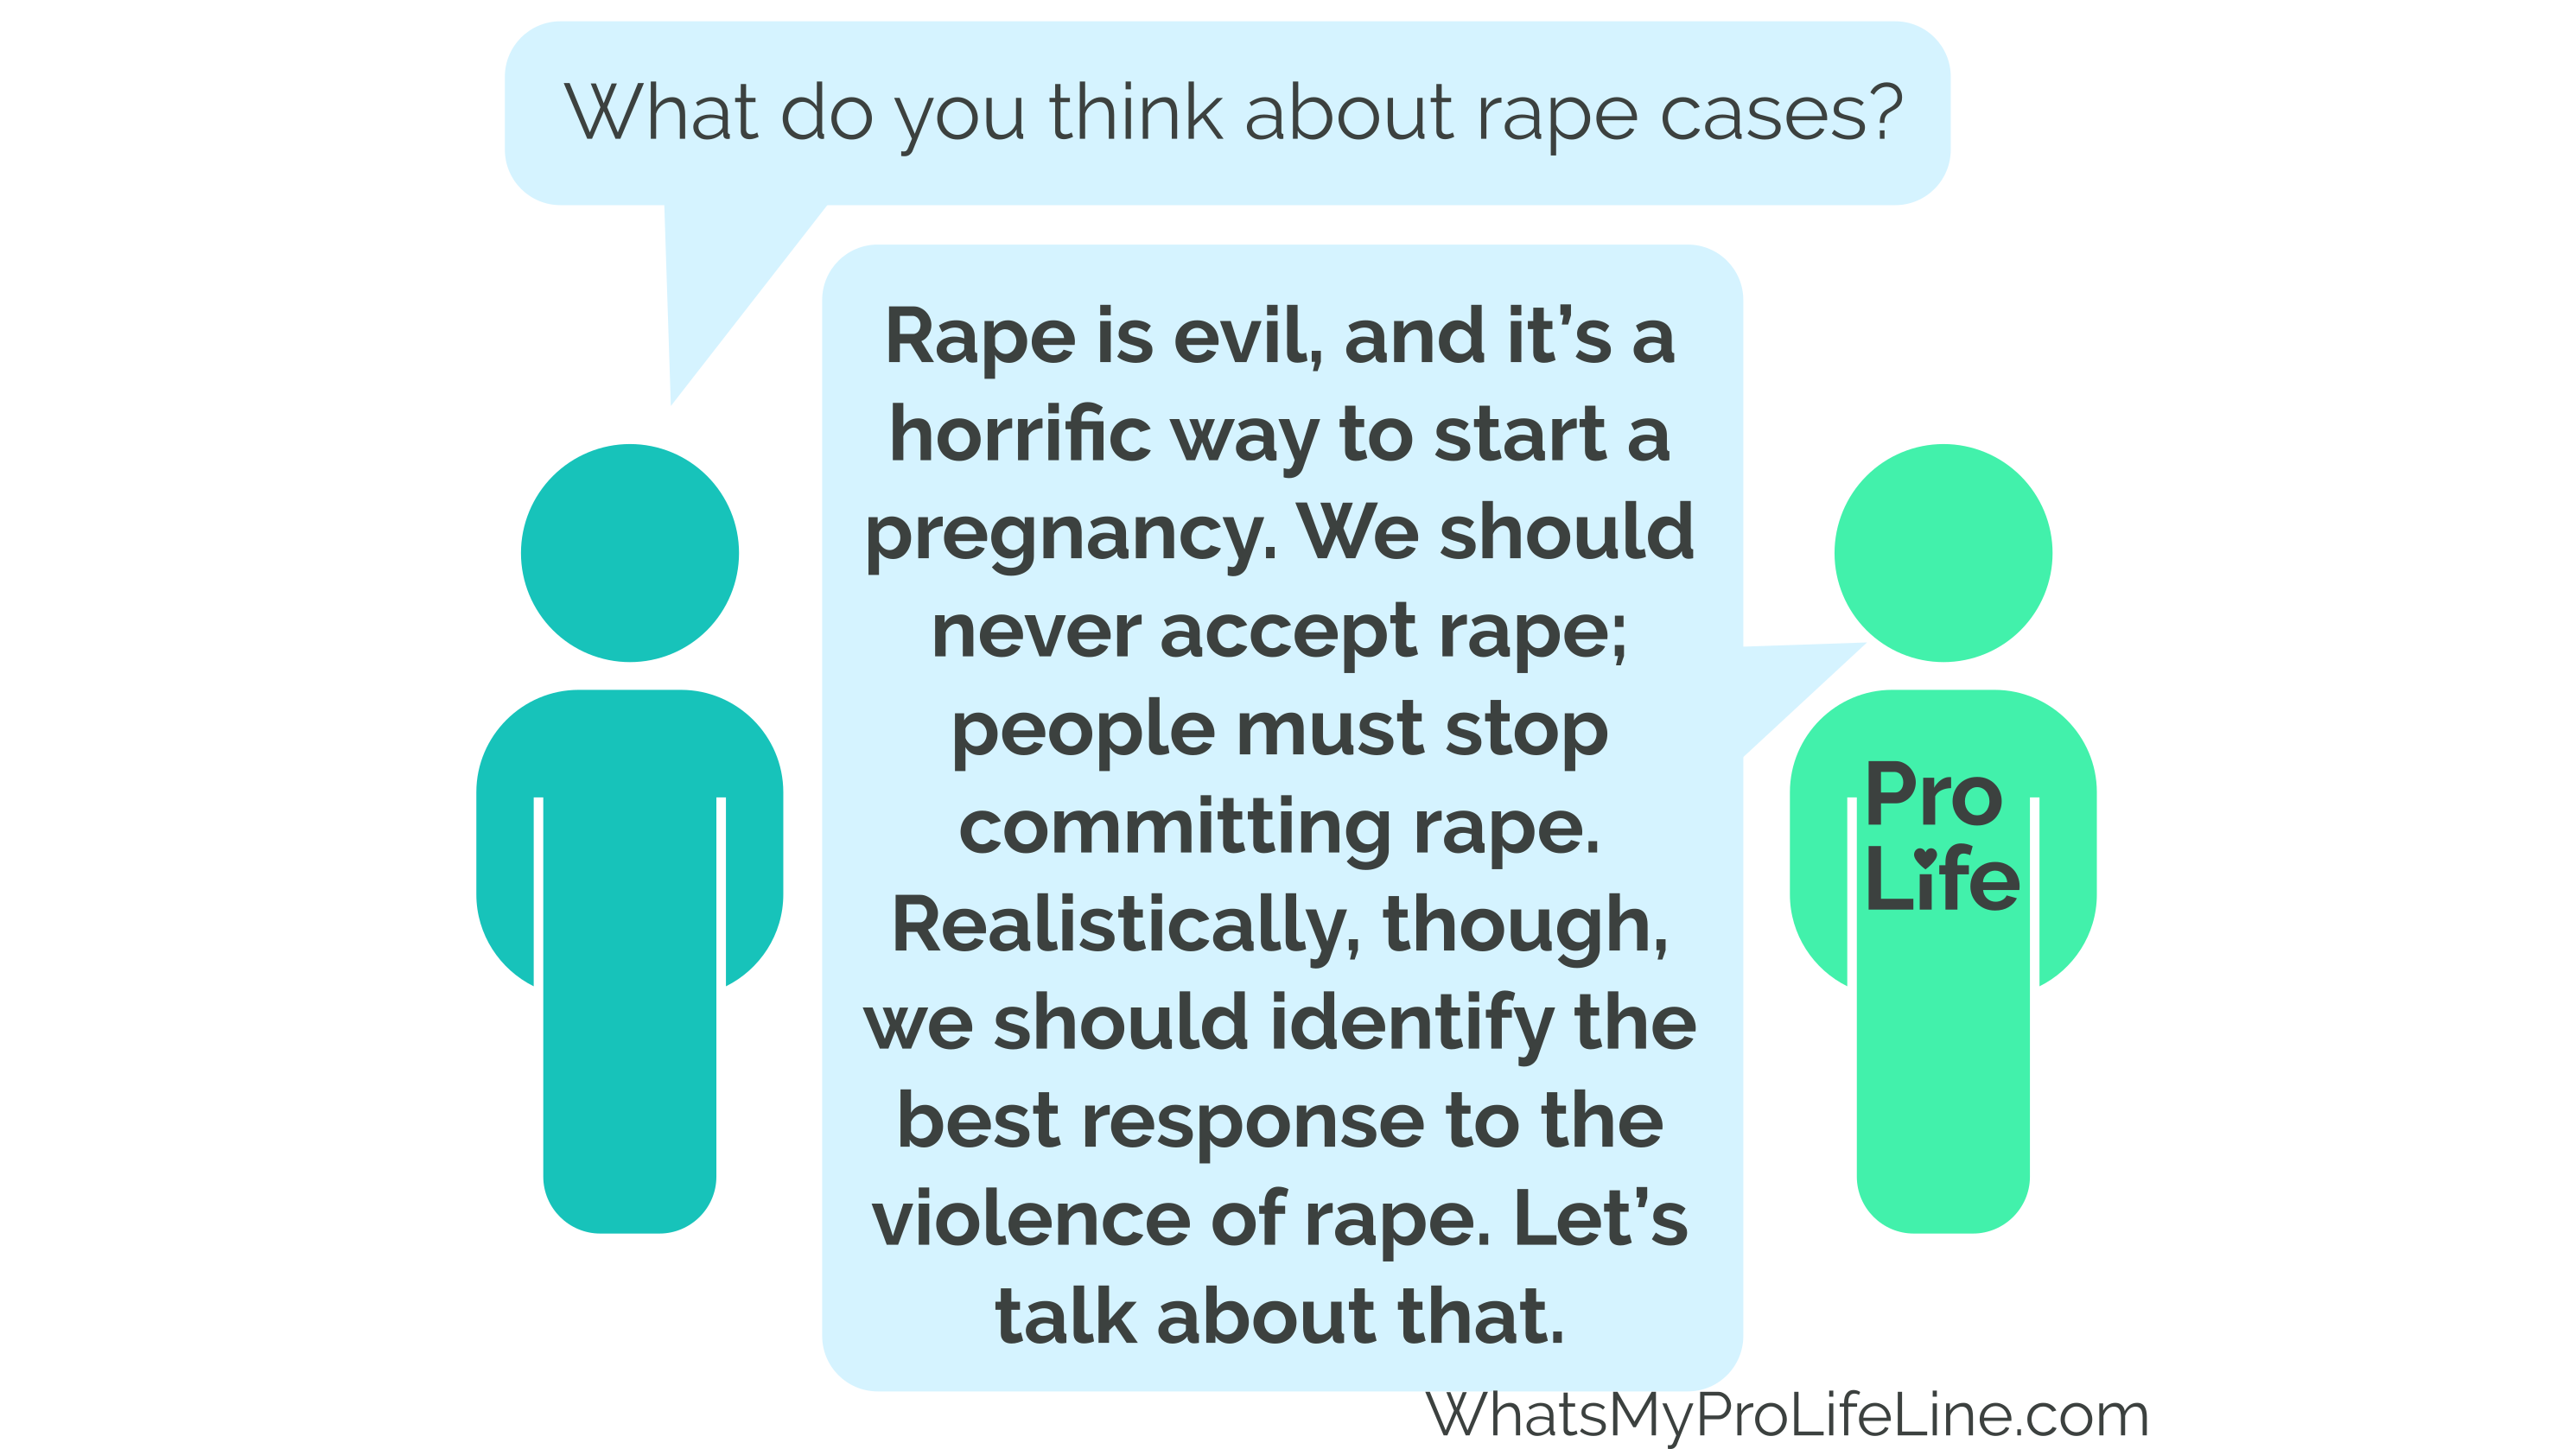 What do you think about rape cases?
Rape is evil, and it’s a
horrific way to start a
pregnancy. We should
never accept rape;
people must stop
committing rape.
Realistically, though,
we should identify the
best response to the
violence of rape. Let’s
talk about that.
Pro
Life
WhatsMyProLifeLine.com